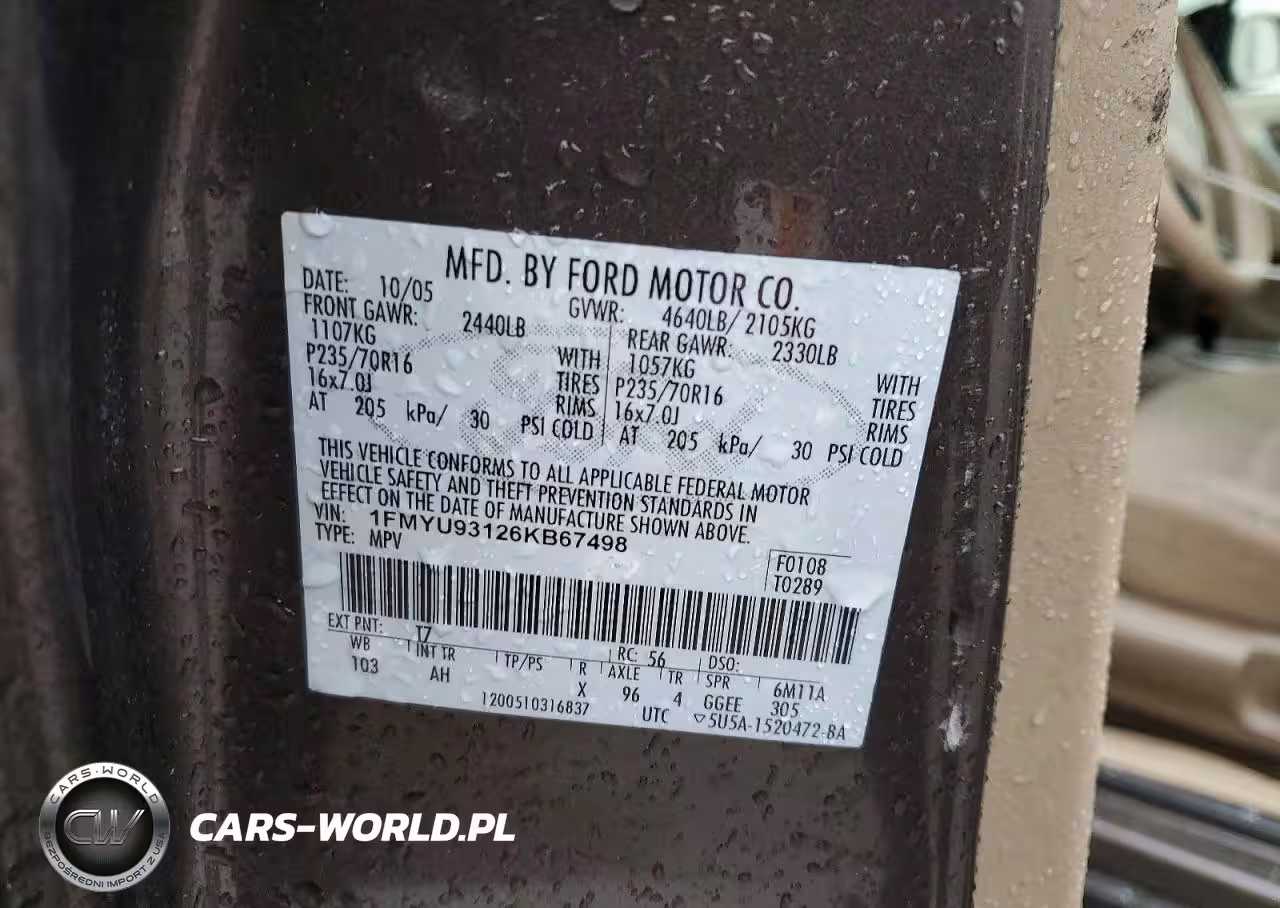 MFD. BY FORD MOTOR CO.
DATE: 10/05 GVWR: 4640LB/ 2105KG
FRONT GAWR: 2440LB REAR GAWR: 2330LB
1107KG WITH 1057KG WITH
P235/70R16 TIRES P235/70R16 TIRES
16x7.0J RIMS 16x7.0J RIMS
AT 205 kPa/ 30 PSI COLD AT 205 kPa/ 30 PSI COLD
THIS VEHICLE CONFORMS TO ALL APPLICABLE FEDERAL MOTOR
VEHICLE SAFETY AND THEFT PREVENTION STANDARDS IN
EFFECT ON THE DATE OF MANUFACTURE SHOWN ABOVE.
VIN: 1FMYU93126KB67498
TYPE: MPV
F0108
T0289
EXT PNT: T7 RC: 56 DSO:
WB INT TR TP/PS R AXLE TR SPR 6M11A
103 AH X 96 4 GGEE 305
1200510316837 UTC ▽5U5A-1520472-BA
CARS-WORLD
CW
BEZPOŚREDNI IMPORT Z USA
CARS-WORLD.PL